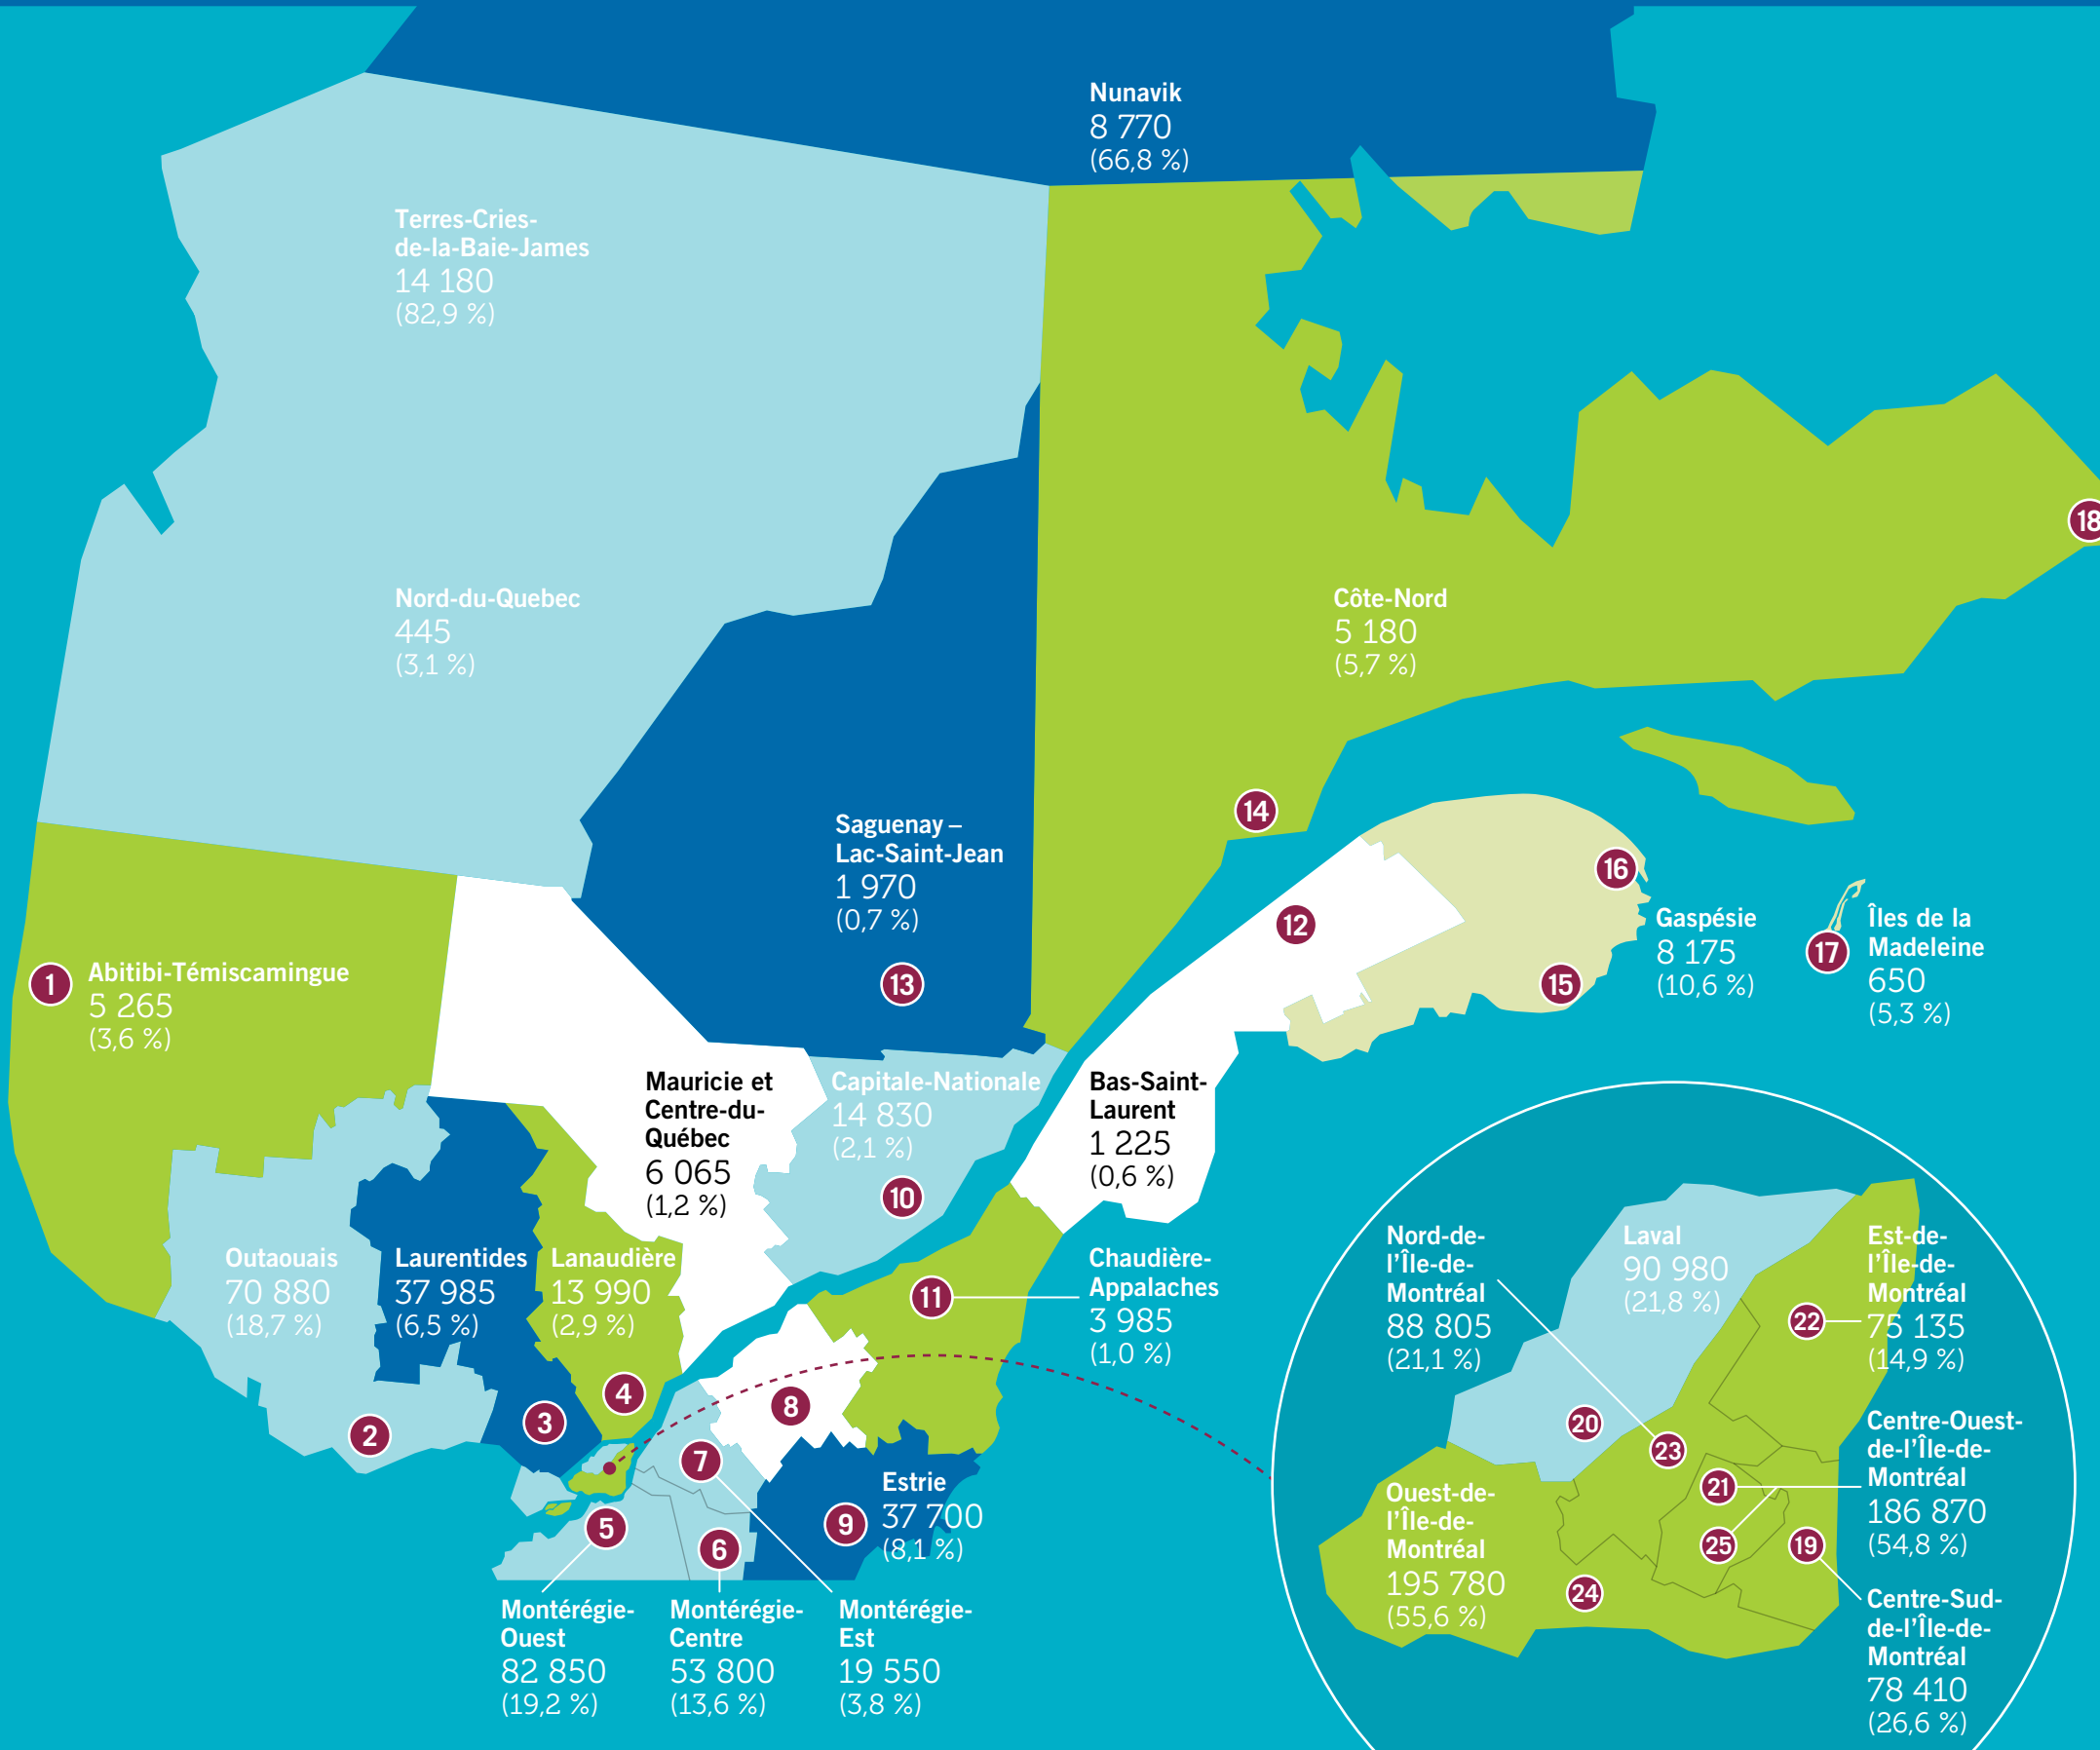 Nunavik
8 770
(66,8 %)
Terres-Cries-
de-la-Baie-James
14 180
(82,9 %)
18
Nord-du-Quebec
445
(3,1 %)
Côte-Nord
5 180
(5,7 %)
14
Saguenay –
Lac-Saint-Jean
1 970
(0,7 %)
13
12
16
15
Gaspésie
8 175
(10,6 %)
17
Îles de la
Madeleine
650
(5,3 %)
1
Abitibi-Témiscamingue
5 265
(3,6 %)
Mauricie et
Centre-du-
Québec
6 065
(1,2 %)
Capitale-Nationale
14 830
(2,1 %)
10
Bas-Saint-
Laurent
1 225
(0,6 %)
Outaouais
70 880
(18,7 %)
2
Laurentides
37 985
(6,5 %)
3
Lanaudière
13 990
(2,9 %)
4
11
Chaudière-
Appalaches
3 985
(1,0 %)
8
7
5
6
9
Estrie
37 700
(8,1 %)
Montérégie-
Ouest
82 850
(19,2 %)
Montérégie-
Centre
53 800
(13,6 %)
Montérégie-
Est
19 550
(3,8 %)
Nord-de-
l’Île-de-
Montréal
88 805
(21,1 %)
Laval
90 980
(21,8 %)
Est-de-
l’Île-de-
Montréal
75 135
(14,9 %)
22
20
23
21
25
19
24
Centre-Ouest-
de-l’Île-de-
Montréal
186 870
(54,8 %)
Ouest-de-
l’Île-de-
Montréal
195 780
(55,6 %)
Centre-Sud-
de-l’Île-de-
Montréal
78 410
(26,6 %)